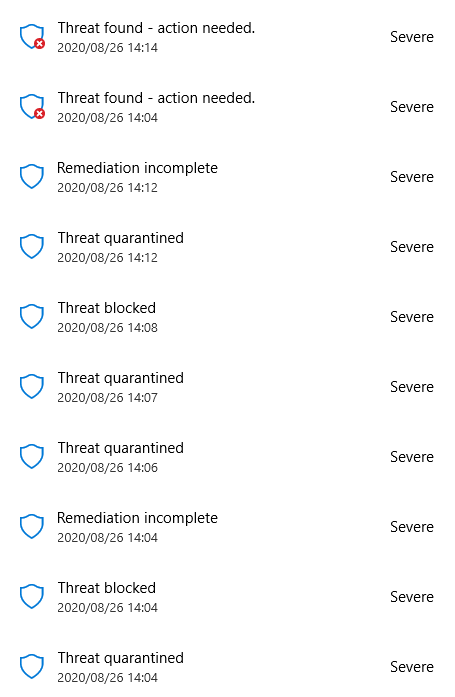 Threat found - action needed.
2020/08/26 14:14
Severe
Threat found - action needed.
2020/08/26 14:04
Severe
Remediation incomplete
2020/08/26 14:12
Severe
Threat quarantined
2020/08/26 14:12
Severe
Threat blocked
2020/08/26 14:08
Severe
Threat quarantined
2020/08/26 14:07
Severe
Threat quarantined
2020/08/26 14:06
Severe
Remediation incomplete
2020/08/26 14:04
Severe
Threat blocked
2020/08/26 14:04
Severe
Threat quarantined
2020/08/26 14:04
Severe